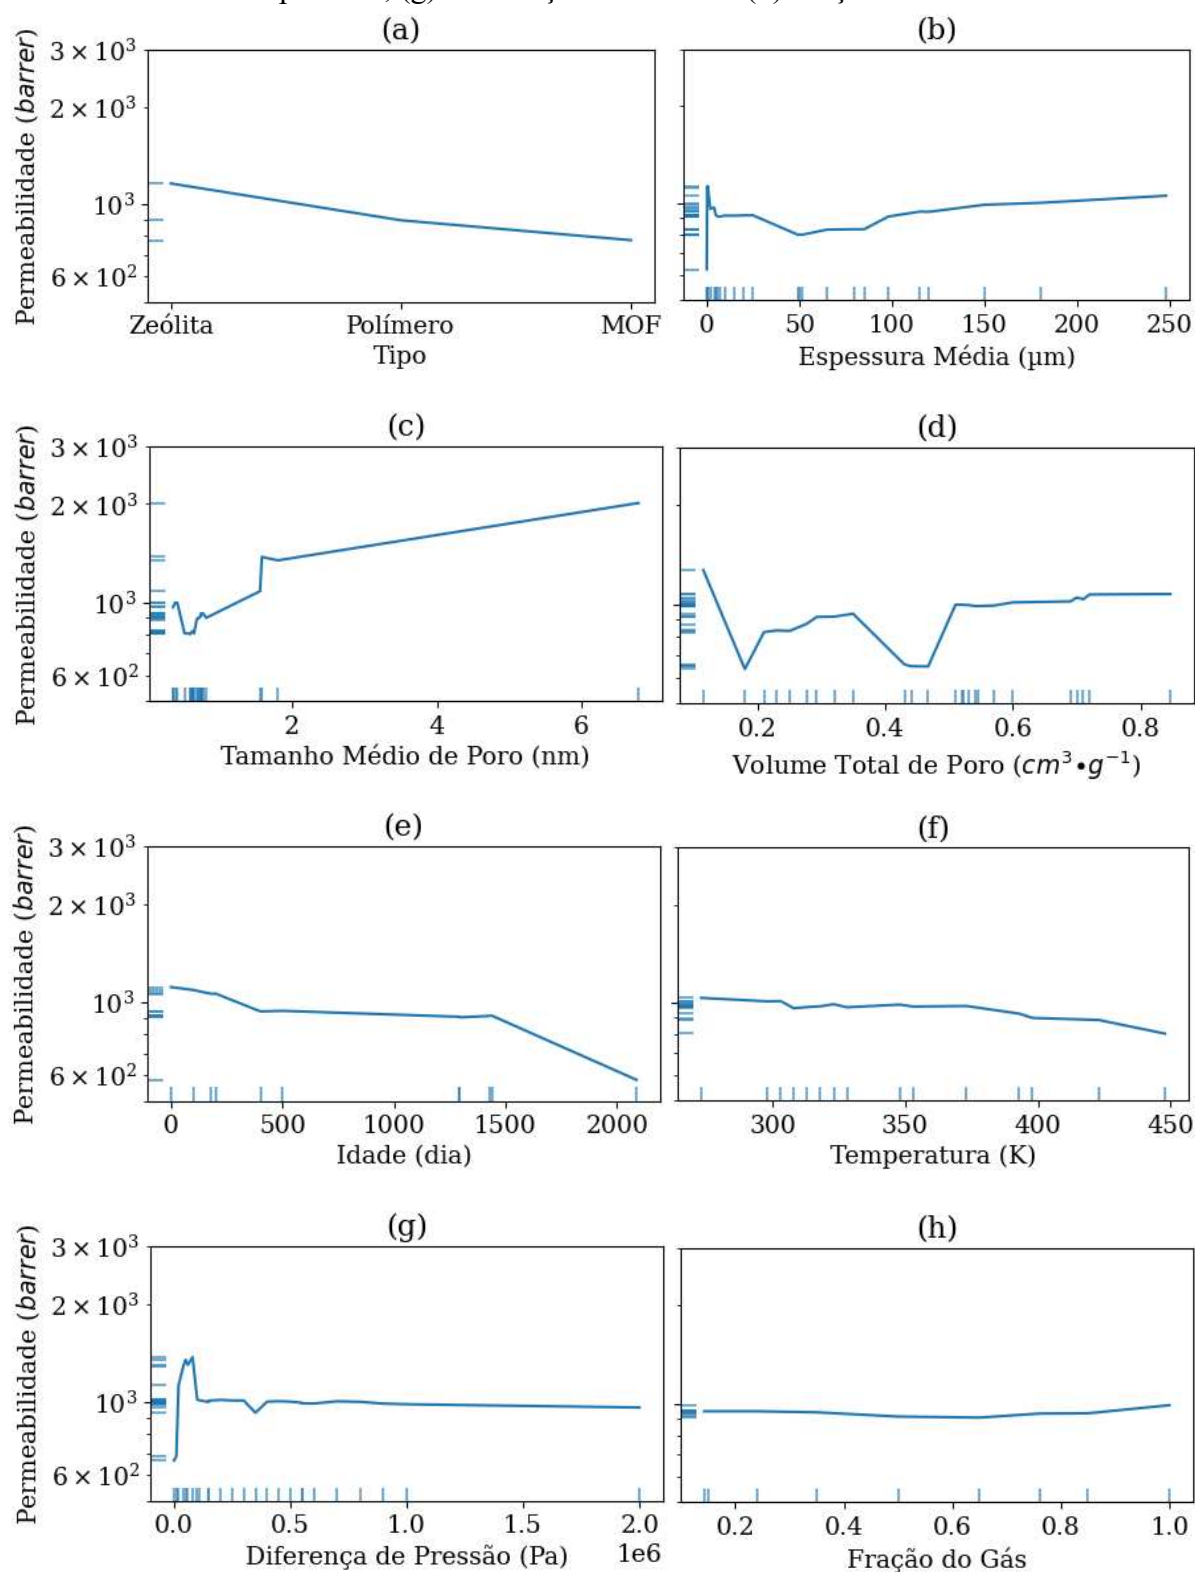 (a)
(b)
Permeabilidade (barrer)
3 × 10³
2 × 10³
10³
6 × 10²
Zeólita Polímero MOF
Tipo
0 50 100 150 200 250
Espessura Média (µm)
(c)
(d)
Permeabilidade (barrer)
3 × 10³
2 × 10³
10³
6 × 10²
2 4 6
Tamanho Médio de Poro (nm)
0.2 0.4 0.6 0.8
Volume Total de Poro (cm³•g⁻¹)
(e)
(f)
Permeabilidade (barrer)
3 × 10³
2 × 10³
10³
6 × 10²
0 500 1000 1500 2000
Idade (dia)
300 350 400 450
Temperatura (K)
(g)
(h)
Permeabilidade (barrer)
3 × 10³
2 × 10³
10³
6 × 10²
0.0 0.5 1.0 1.5 2.0
Diferença de Pressão (Pa) 1e6
0.2 0.4 0.6 0.8 1.0
Fração do Gás